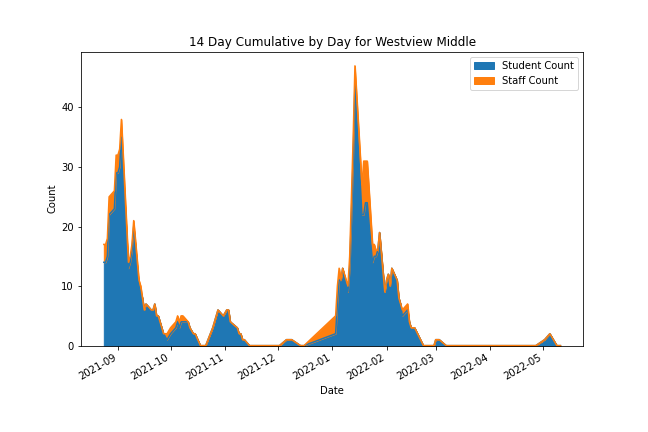 14 Day Cumulative by Day for Westview Middle
Student Count
Staff Count
Count
40
30
20
10
0
2021-09
2021-10
2021-11
2021-12
2022-01
2022-02
2022-03
2022-04
2022-05
Date